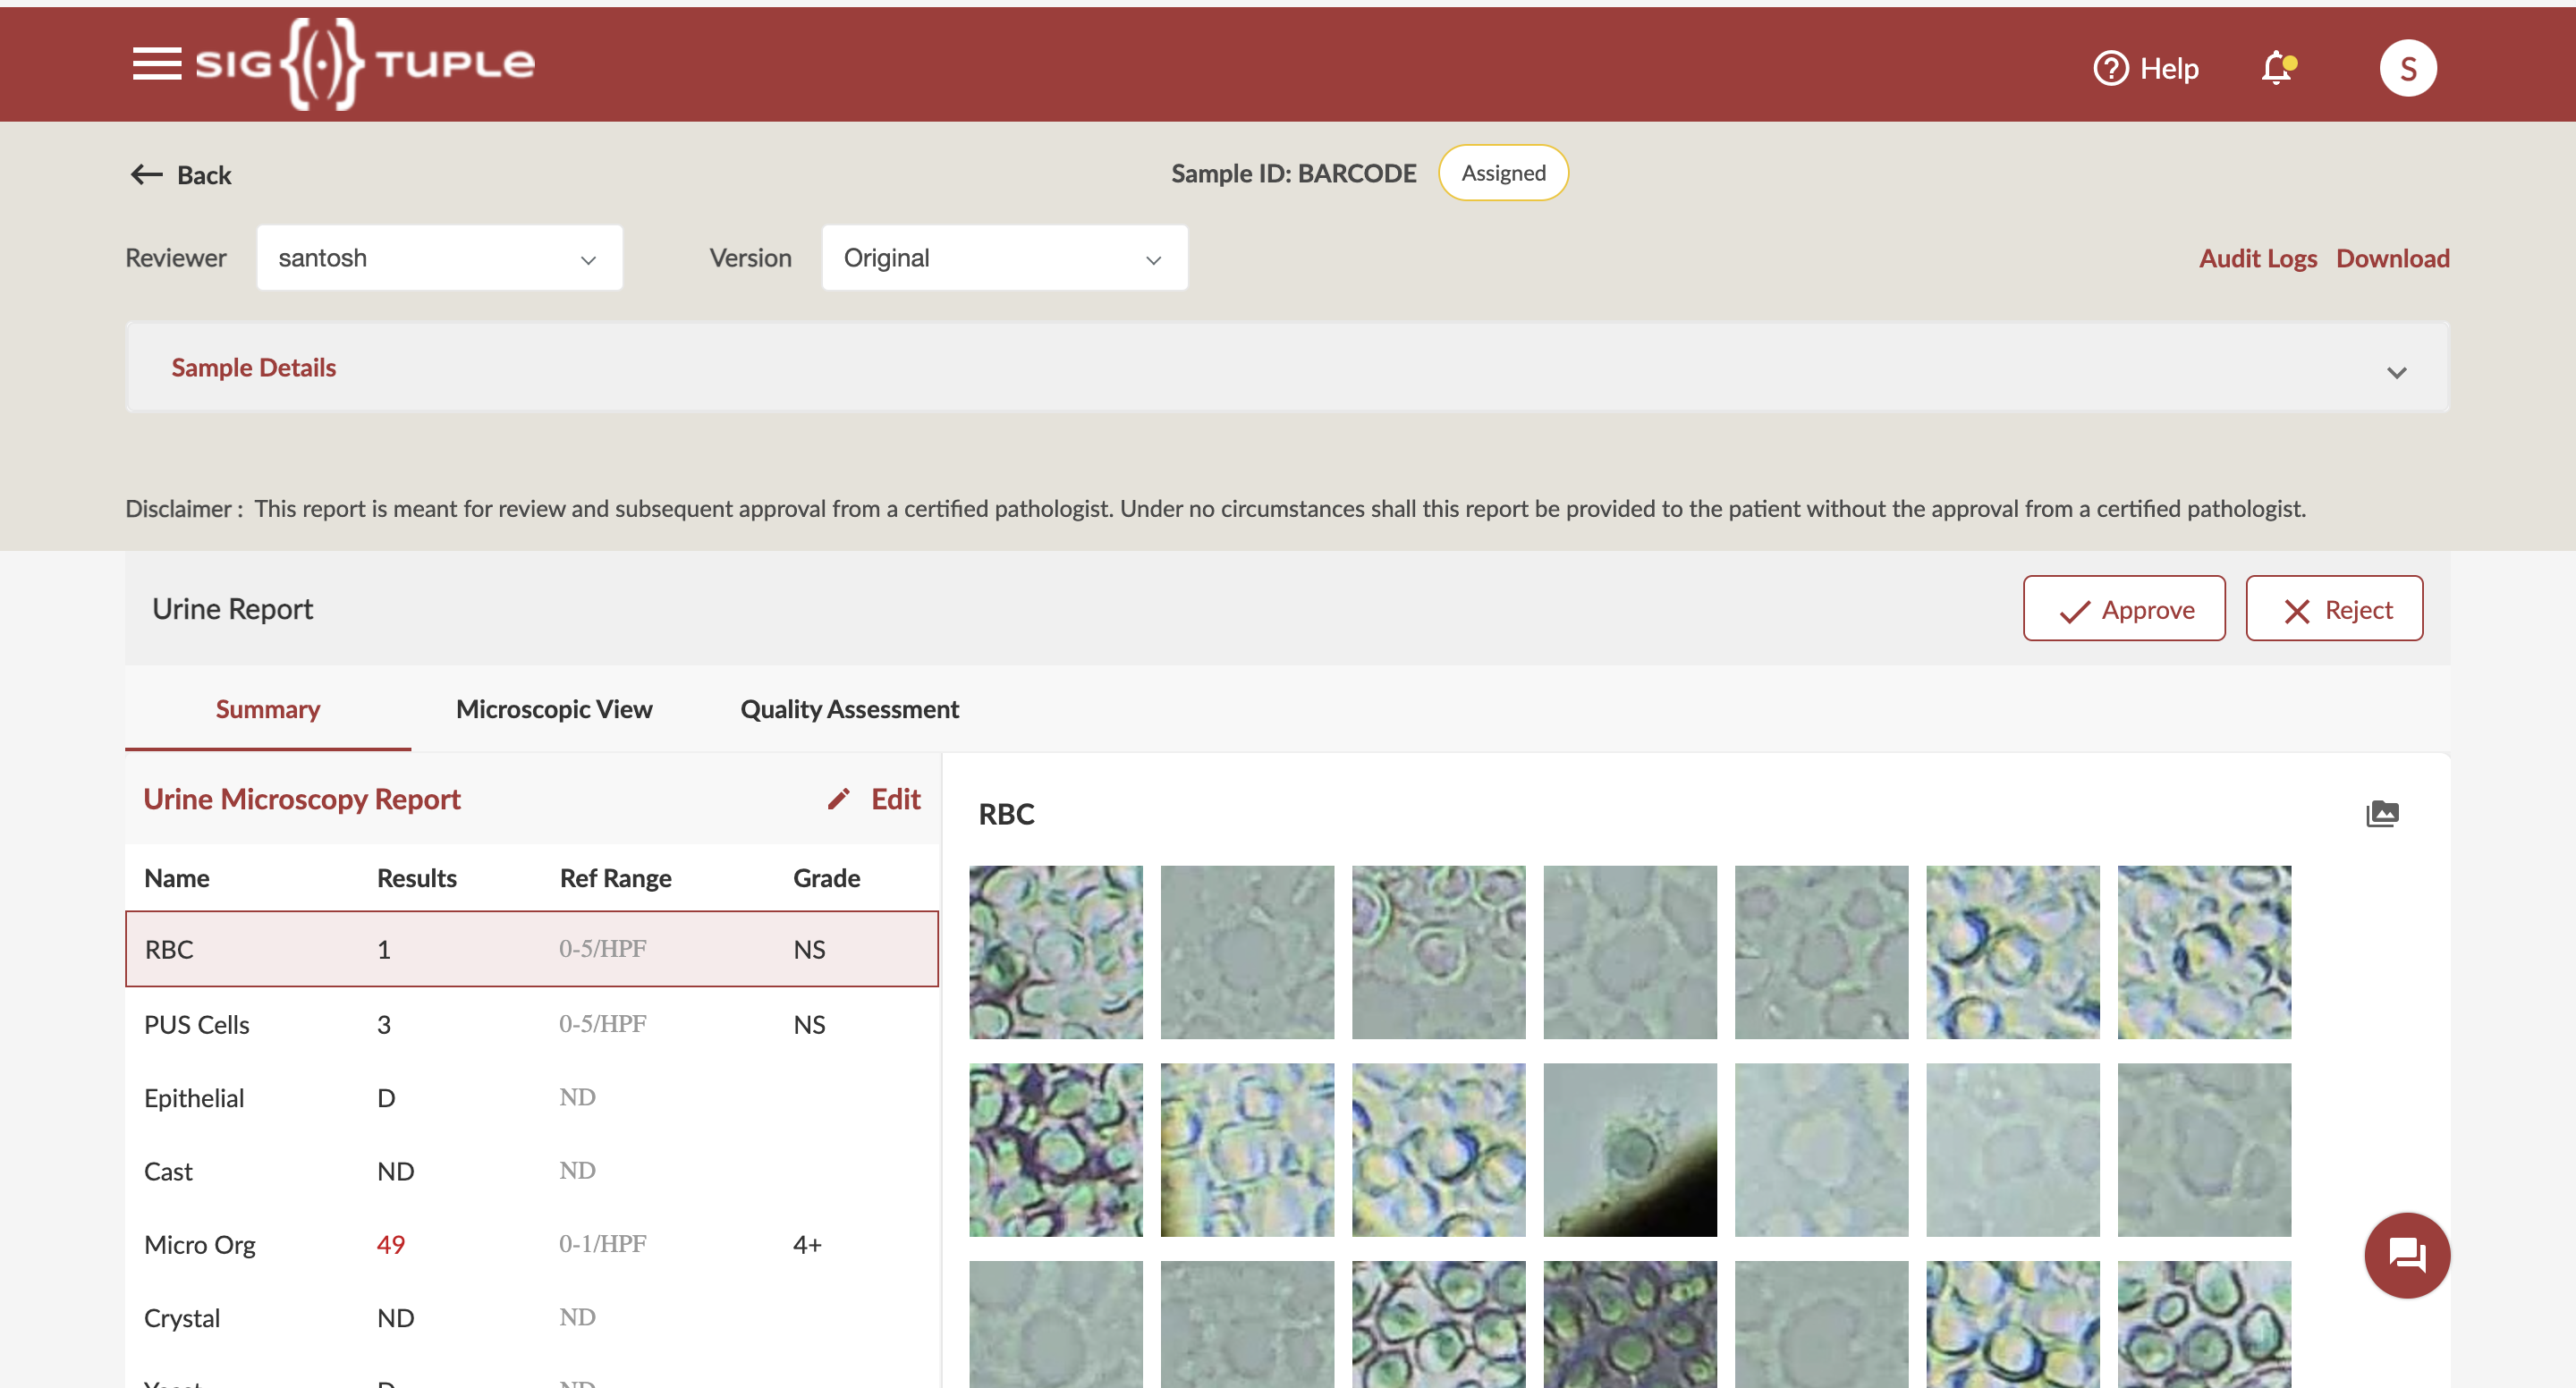 SIG{(·)}TUPLE
Help
S
Back
Sample ID: BARCODE
Assigned
Reviewer
santosh
Version
Original
Audit Logs
Download
Sample Details
Disclaimer : This report is meant for review and subsequent approval from a certified pathologist. Under no circumstances shall this report be provided to the patient without the approval from a certified pathologist.
Urine Report
Approve
Reject
Summary
Microscopic View
Quality Assessment
Urine Microscopy Report
Edit
Name Results Ref Range Grade
RBC 1 0-5/HPF NS
PUS Cells 3 0-5/HPF NS
Epithelial D ND
Cast ND ND
Micro Org 49 0-1/HPF 4+
Crystal ND ND
RBC